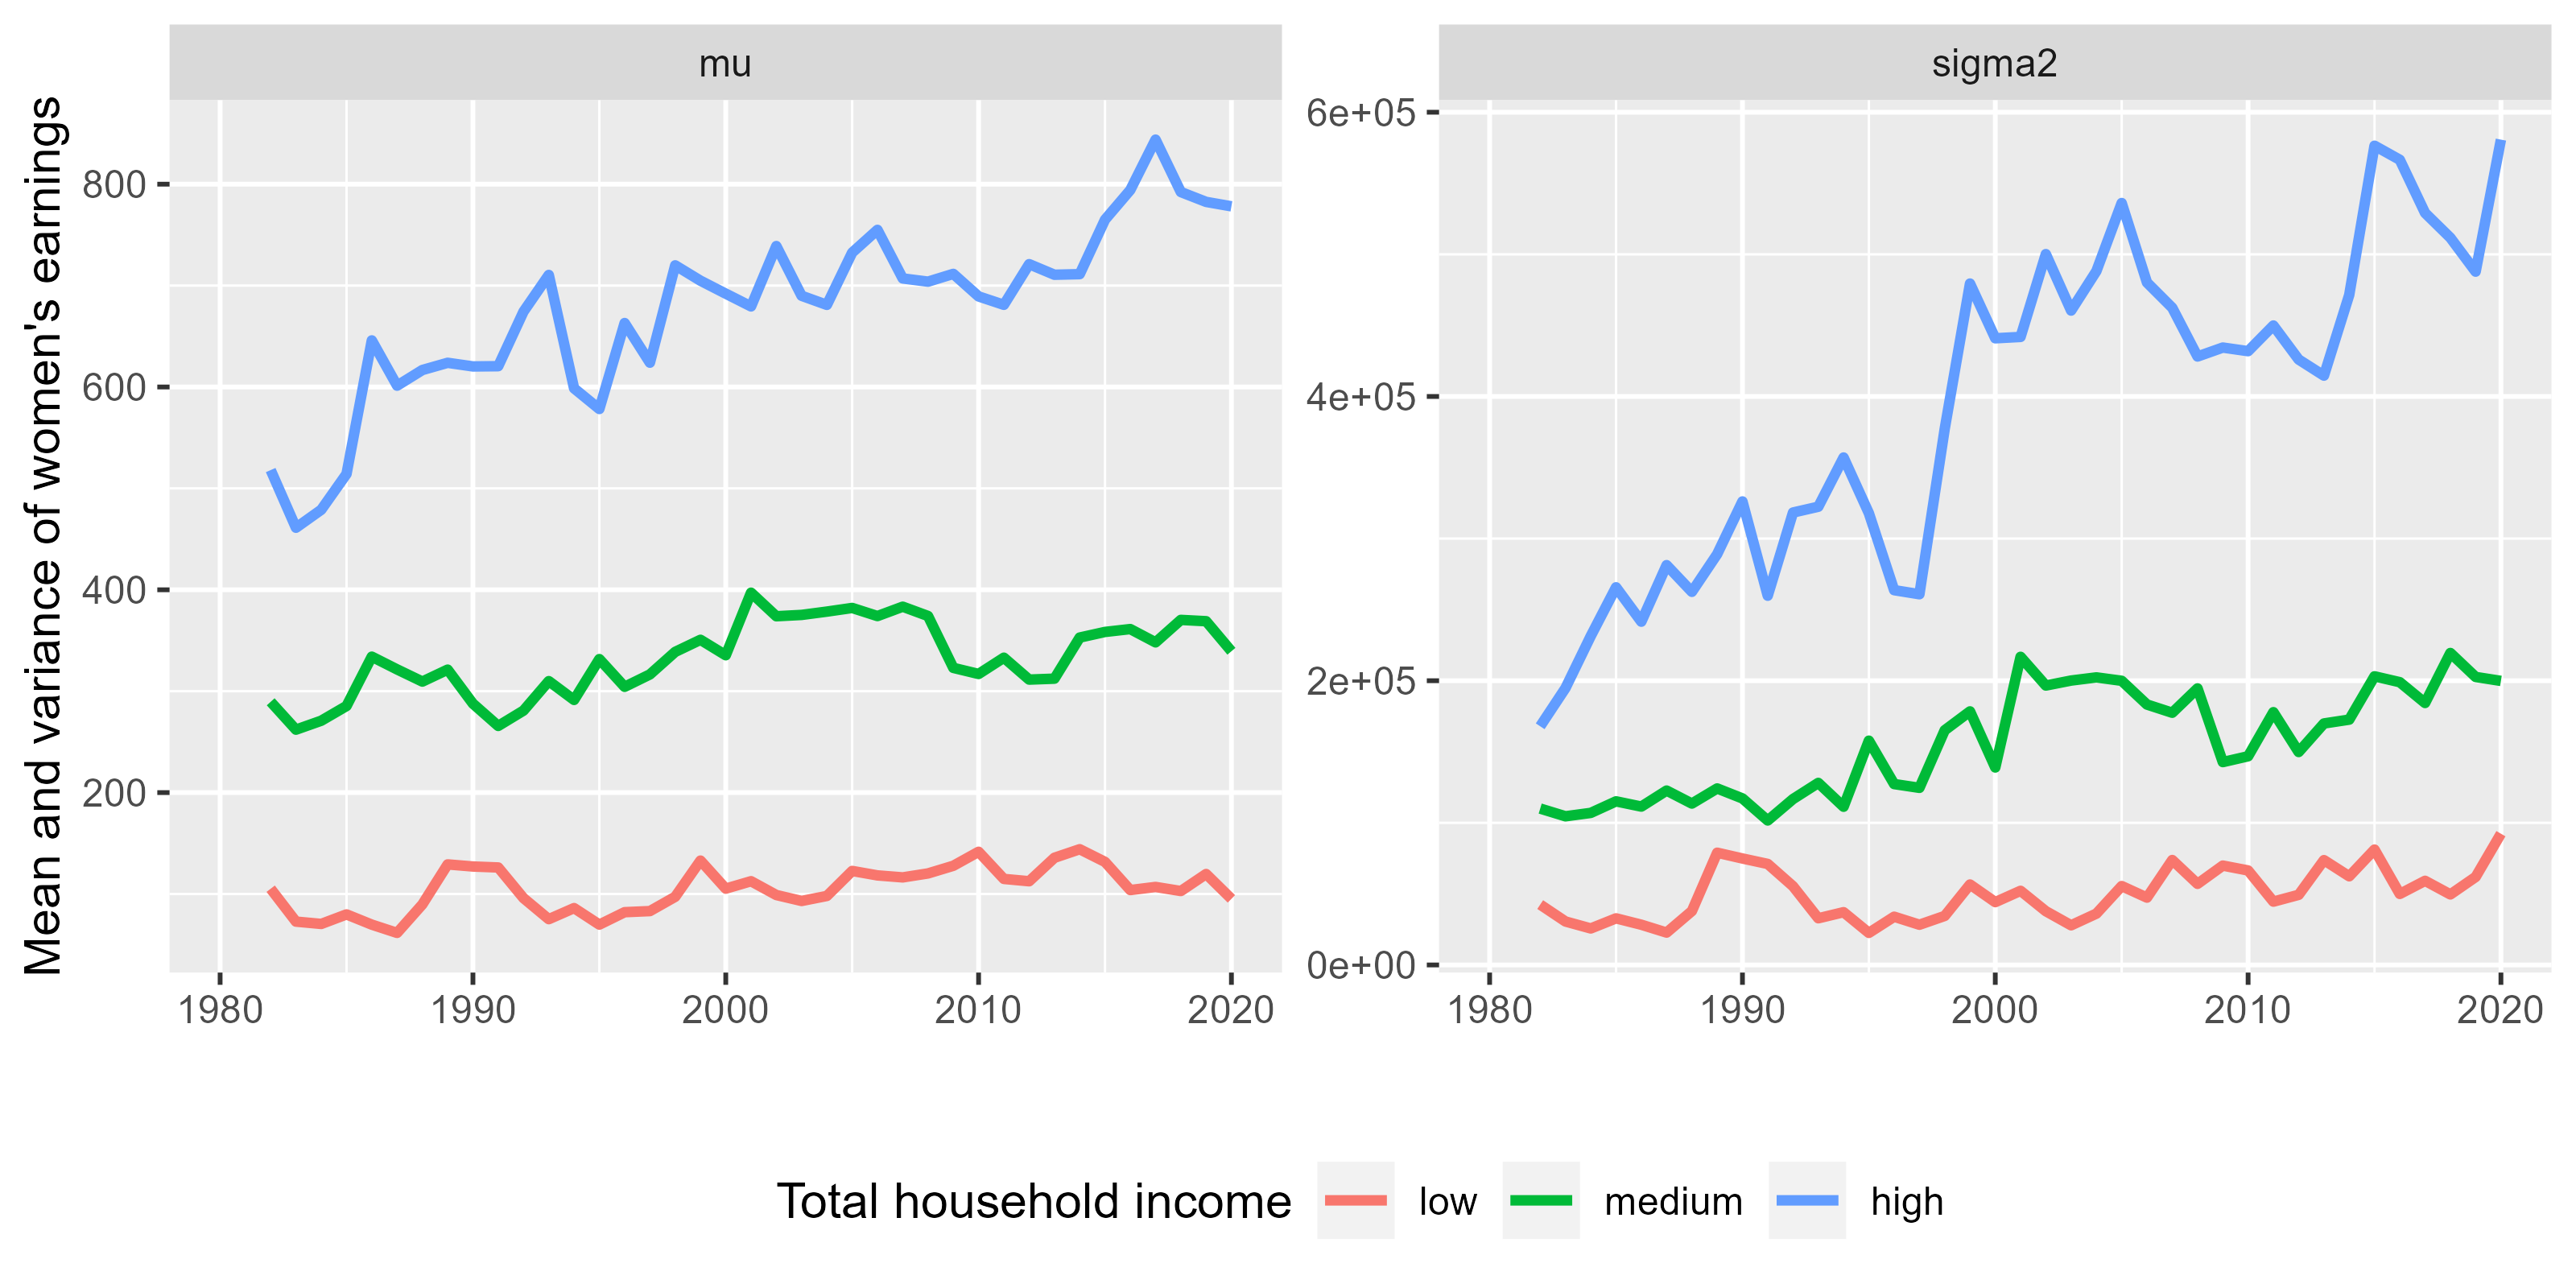 mu
sigma2
Mean and variance of women's earnings
800
600
400
200
6e+05
4e+05
2e+05
0e+00
1980 1990 2000 2010 2020
1980 1990 2000 2010 2020
Total household income low medium high